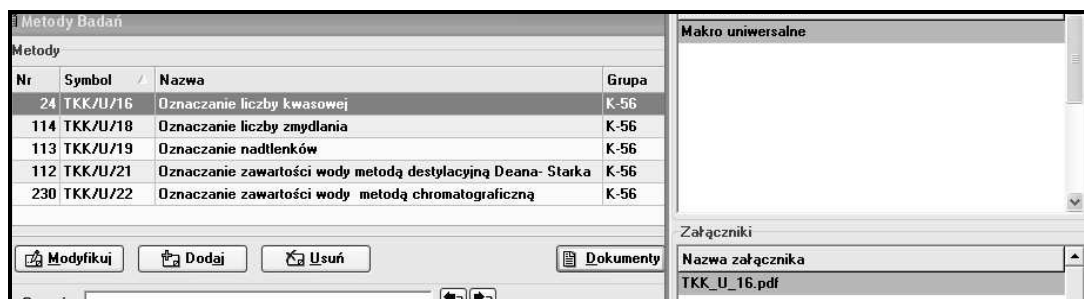 Metody Badań
Metody
Nr Symbol Nazwa Grupa
24 TKK/U/16 Oznaczanie liczby kwasowej K-56
114 TKK/U/18 Oznaczanie liczby zmydlania K-56
113 TKK/U/19 Oznaczanie nadtlenków K-56
112 TKK/U/21 Oznaczanie zawartości wody metodą destylacyjną Deana- Starka K-56
230 TKK/U/22 Oznaczanie zawartości wody metodą chromatograficzną K-56
Modyfikuj Dodaj Usuń Dokumenty
Makro uniwersalne
Załączniki
Nazwa załącznika
TKK_U_16.pdf